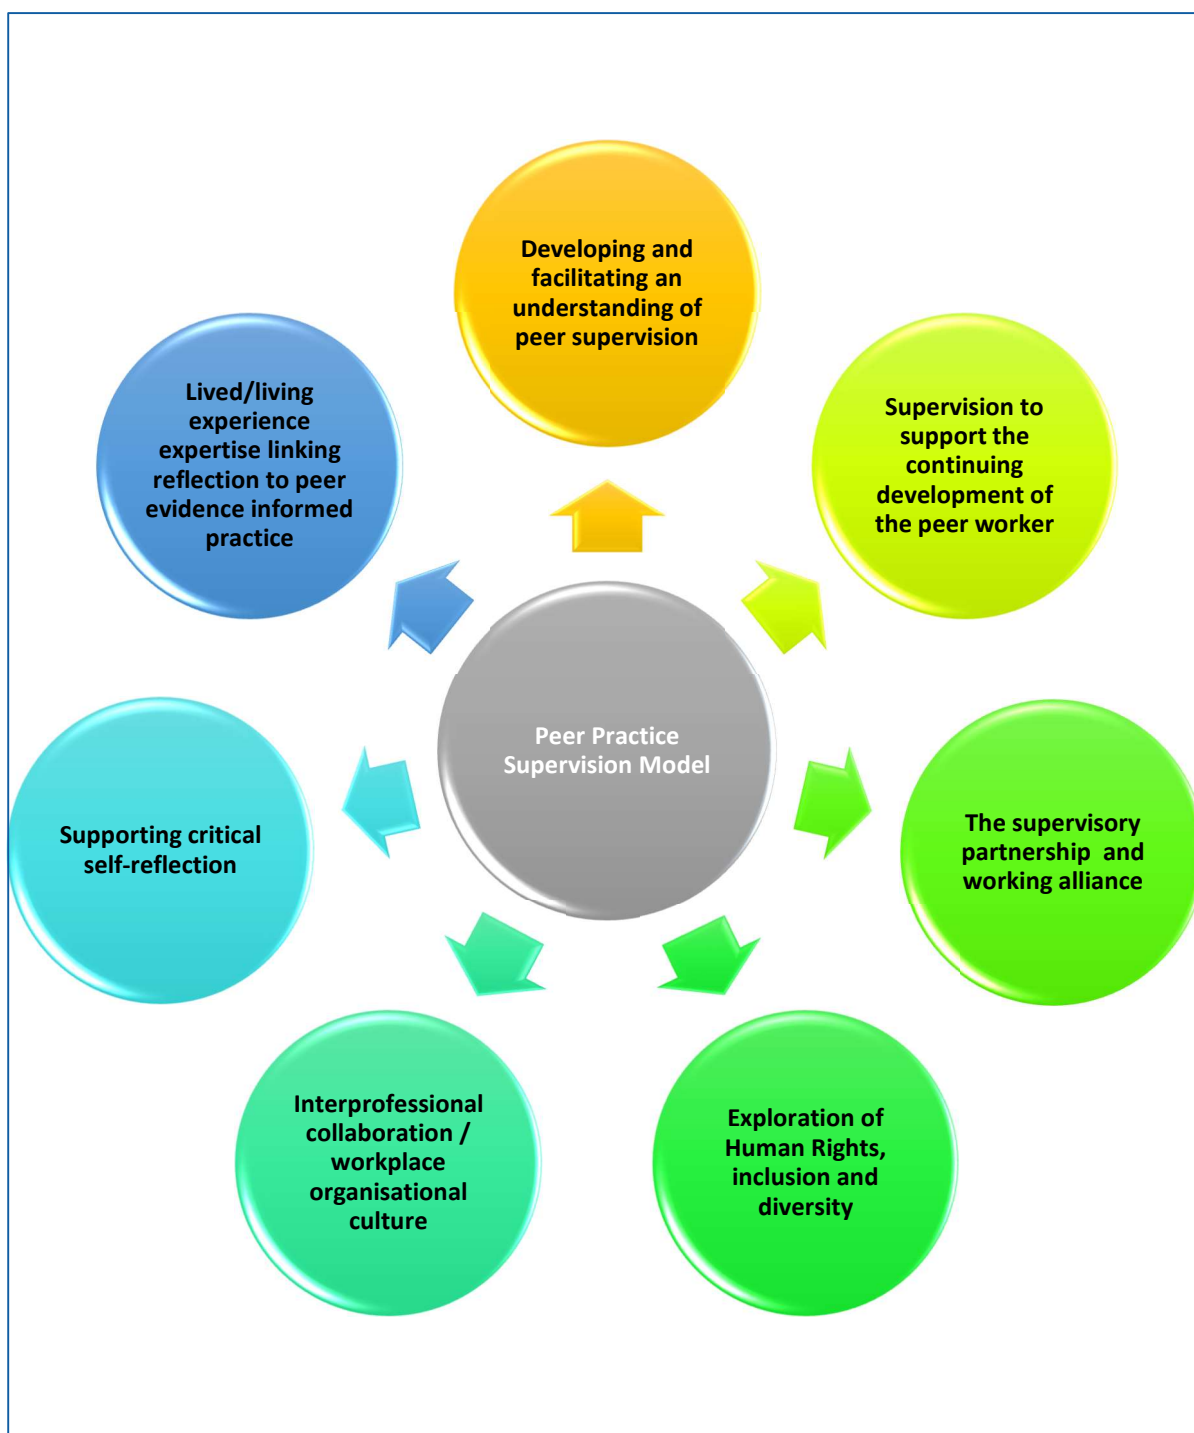 Developing and
facilitating an
understanding of
peer supervision
Supervision to
support the
continuing
development of
the peer worker
The supervisory
partnership  and
working alliance
Exploration of
Human Rights,
inclusion and
diversity
Interprofessional
collaboration /
workplace
organisational
culture
Supporting critical
self-reflection
Lived/living
experience
expertise linking
reflection to peer
evidence informed
practice
Peer Practice
Supervision Model